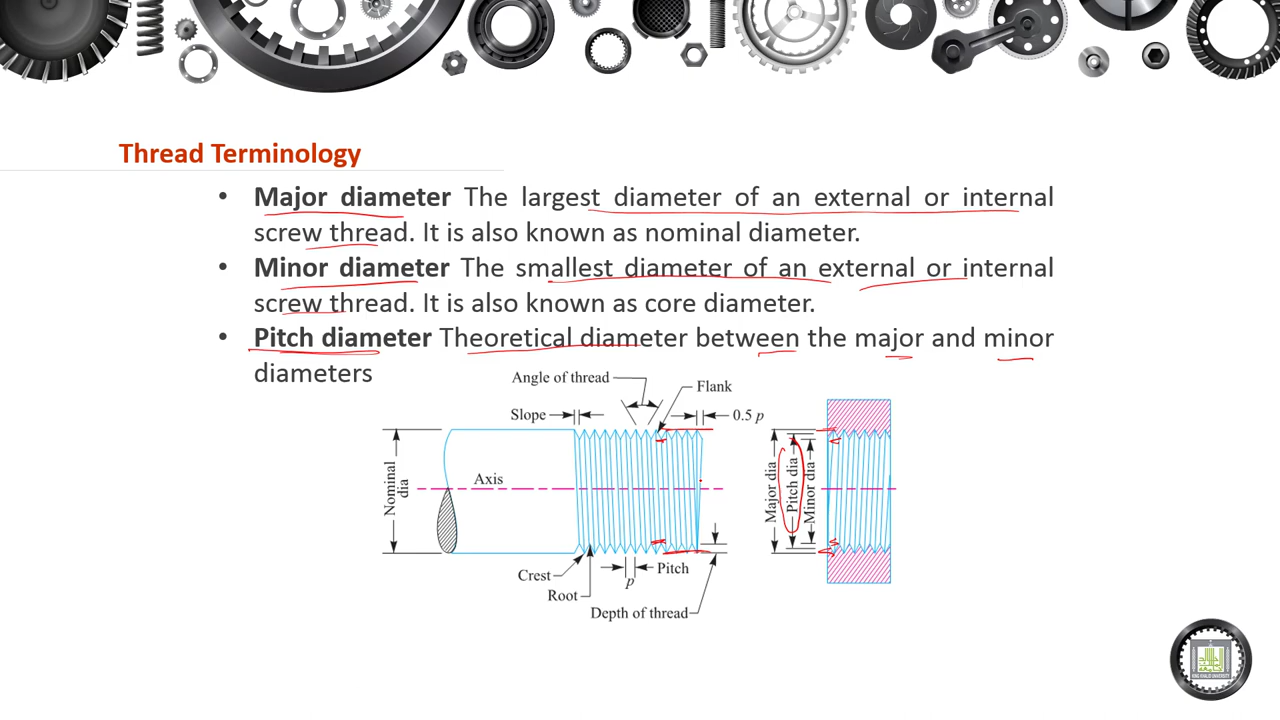 Thread Terminology
• Major diameter The largest diameter of an external or internal
screw thread. It is also known as nominal diameter.
• Minor diameter The smallest diameter of an external or internal
screw thread. It is also known as core diameter.
• Pitch diameter Theoretical diameter between the major and minor
diameters
Angle of thread
Flank
Slope
0.5 p
Nominal
dia
Axis
Major dia
Pitch dia
Minor dia
Crest
Root
p
Pitch
Depth of thread
KING KHALID UNIVERSITY